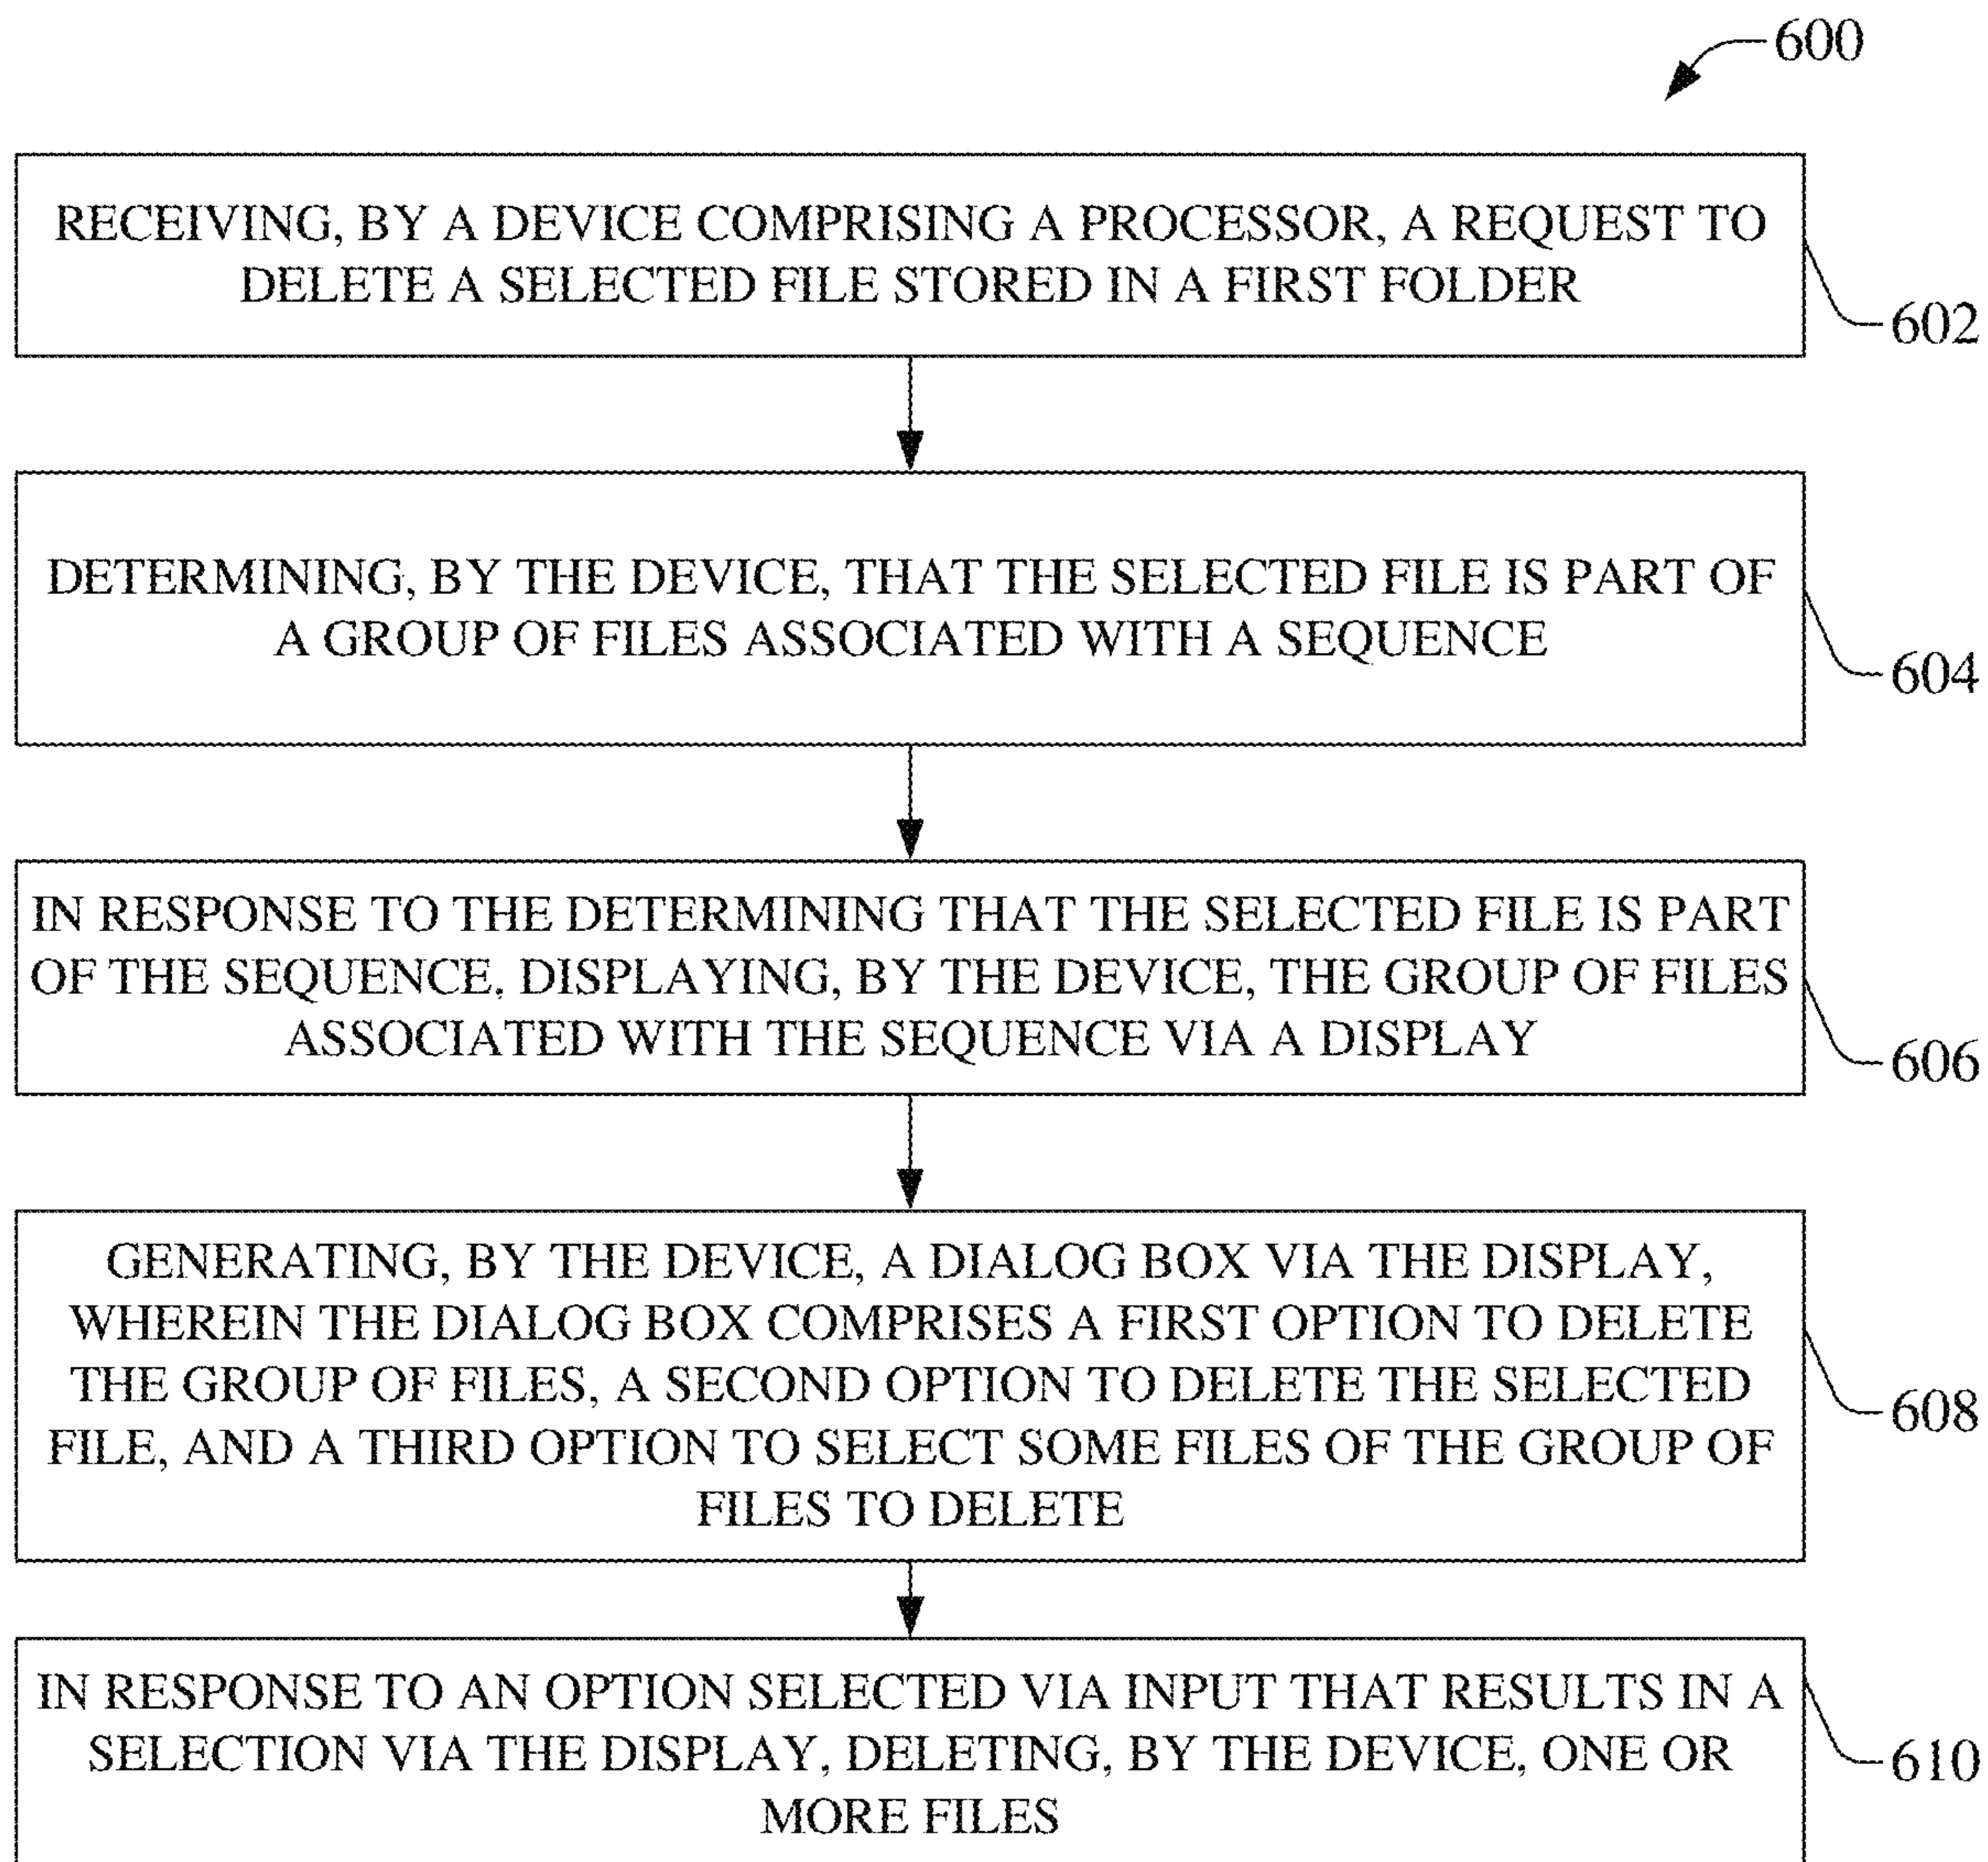 600
RECEIVING, BY A DEVICE COMPRISING A PROCESSOR, A REQUEST TO
DELETE A SELECTED FILE STORED IN A FIRST FOLDER
602
DETERMINING, BY THE DEVICE, THAT THE SELECTED FILE IS PART OF
A GROUP OF FILES ASSOCIATED WITH A SEQUENCE
604
IN RESPONSE TO THE DETERMINING THAT THE SELECTED FILE IS PART
OF THE SEQUENCE, DISPLAYING, BY THE DEVICE, THE GROUP OF FILES
ASSOCIATED WITH THE SEQUENCE VIA A DISPLAY
606
GENERATING, BY THE DEVICE, A DIALOG BOX VIA THE DISPLAY,
WHEREIN THE DIALOG BOX COMPRISES A FIRST OPTION TO DELETE
THE GROUP OF FILES, A SECOND OPTION TO DELETE THE SELECTED
FILE, AND A THIRD OPTION TO SELECT SOME FILES OF THE GROUP OF
FILES TO DELETE
608
IN RESPONSE TO AN OPTION SELECTED VIA INPUT THAT RESULTS IN A
SELECTION VIA THE DISPLAY, DELETING, BY THE DEVICE, ONE OR
MORE FILES
610